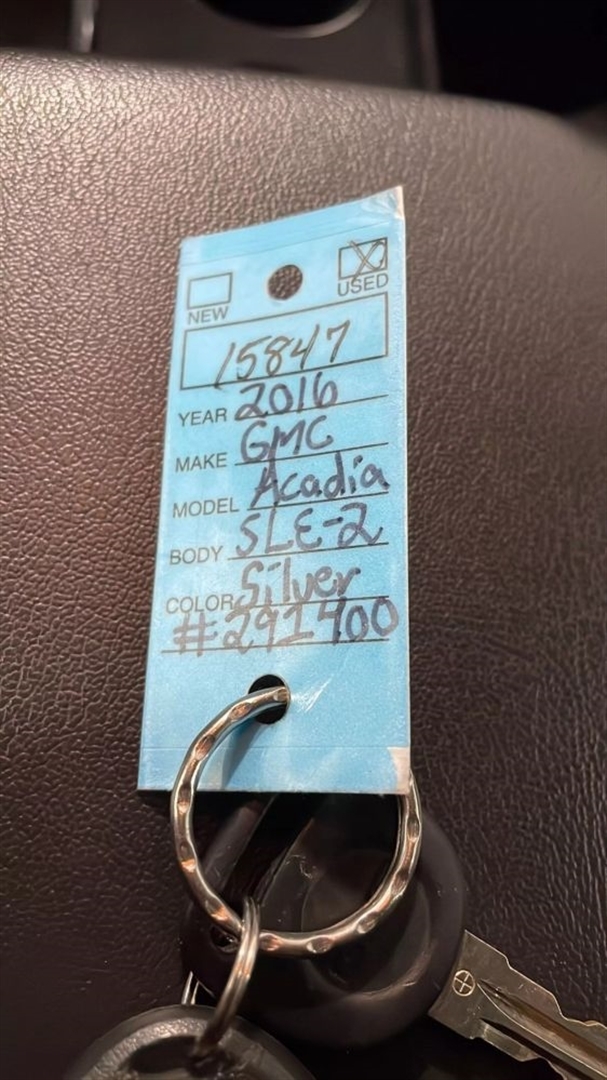 NEW
X
USED
15847
YEAR 2016
MAKE GMC
MODEL Acadia
BODY SLE-2
COLOR Silver
#291400